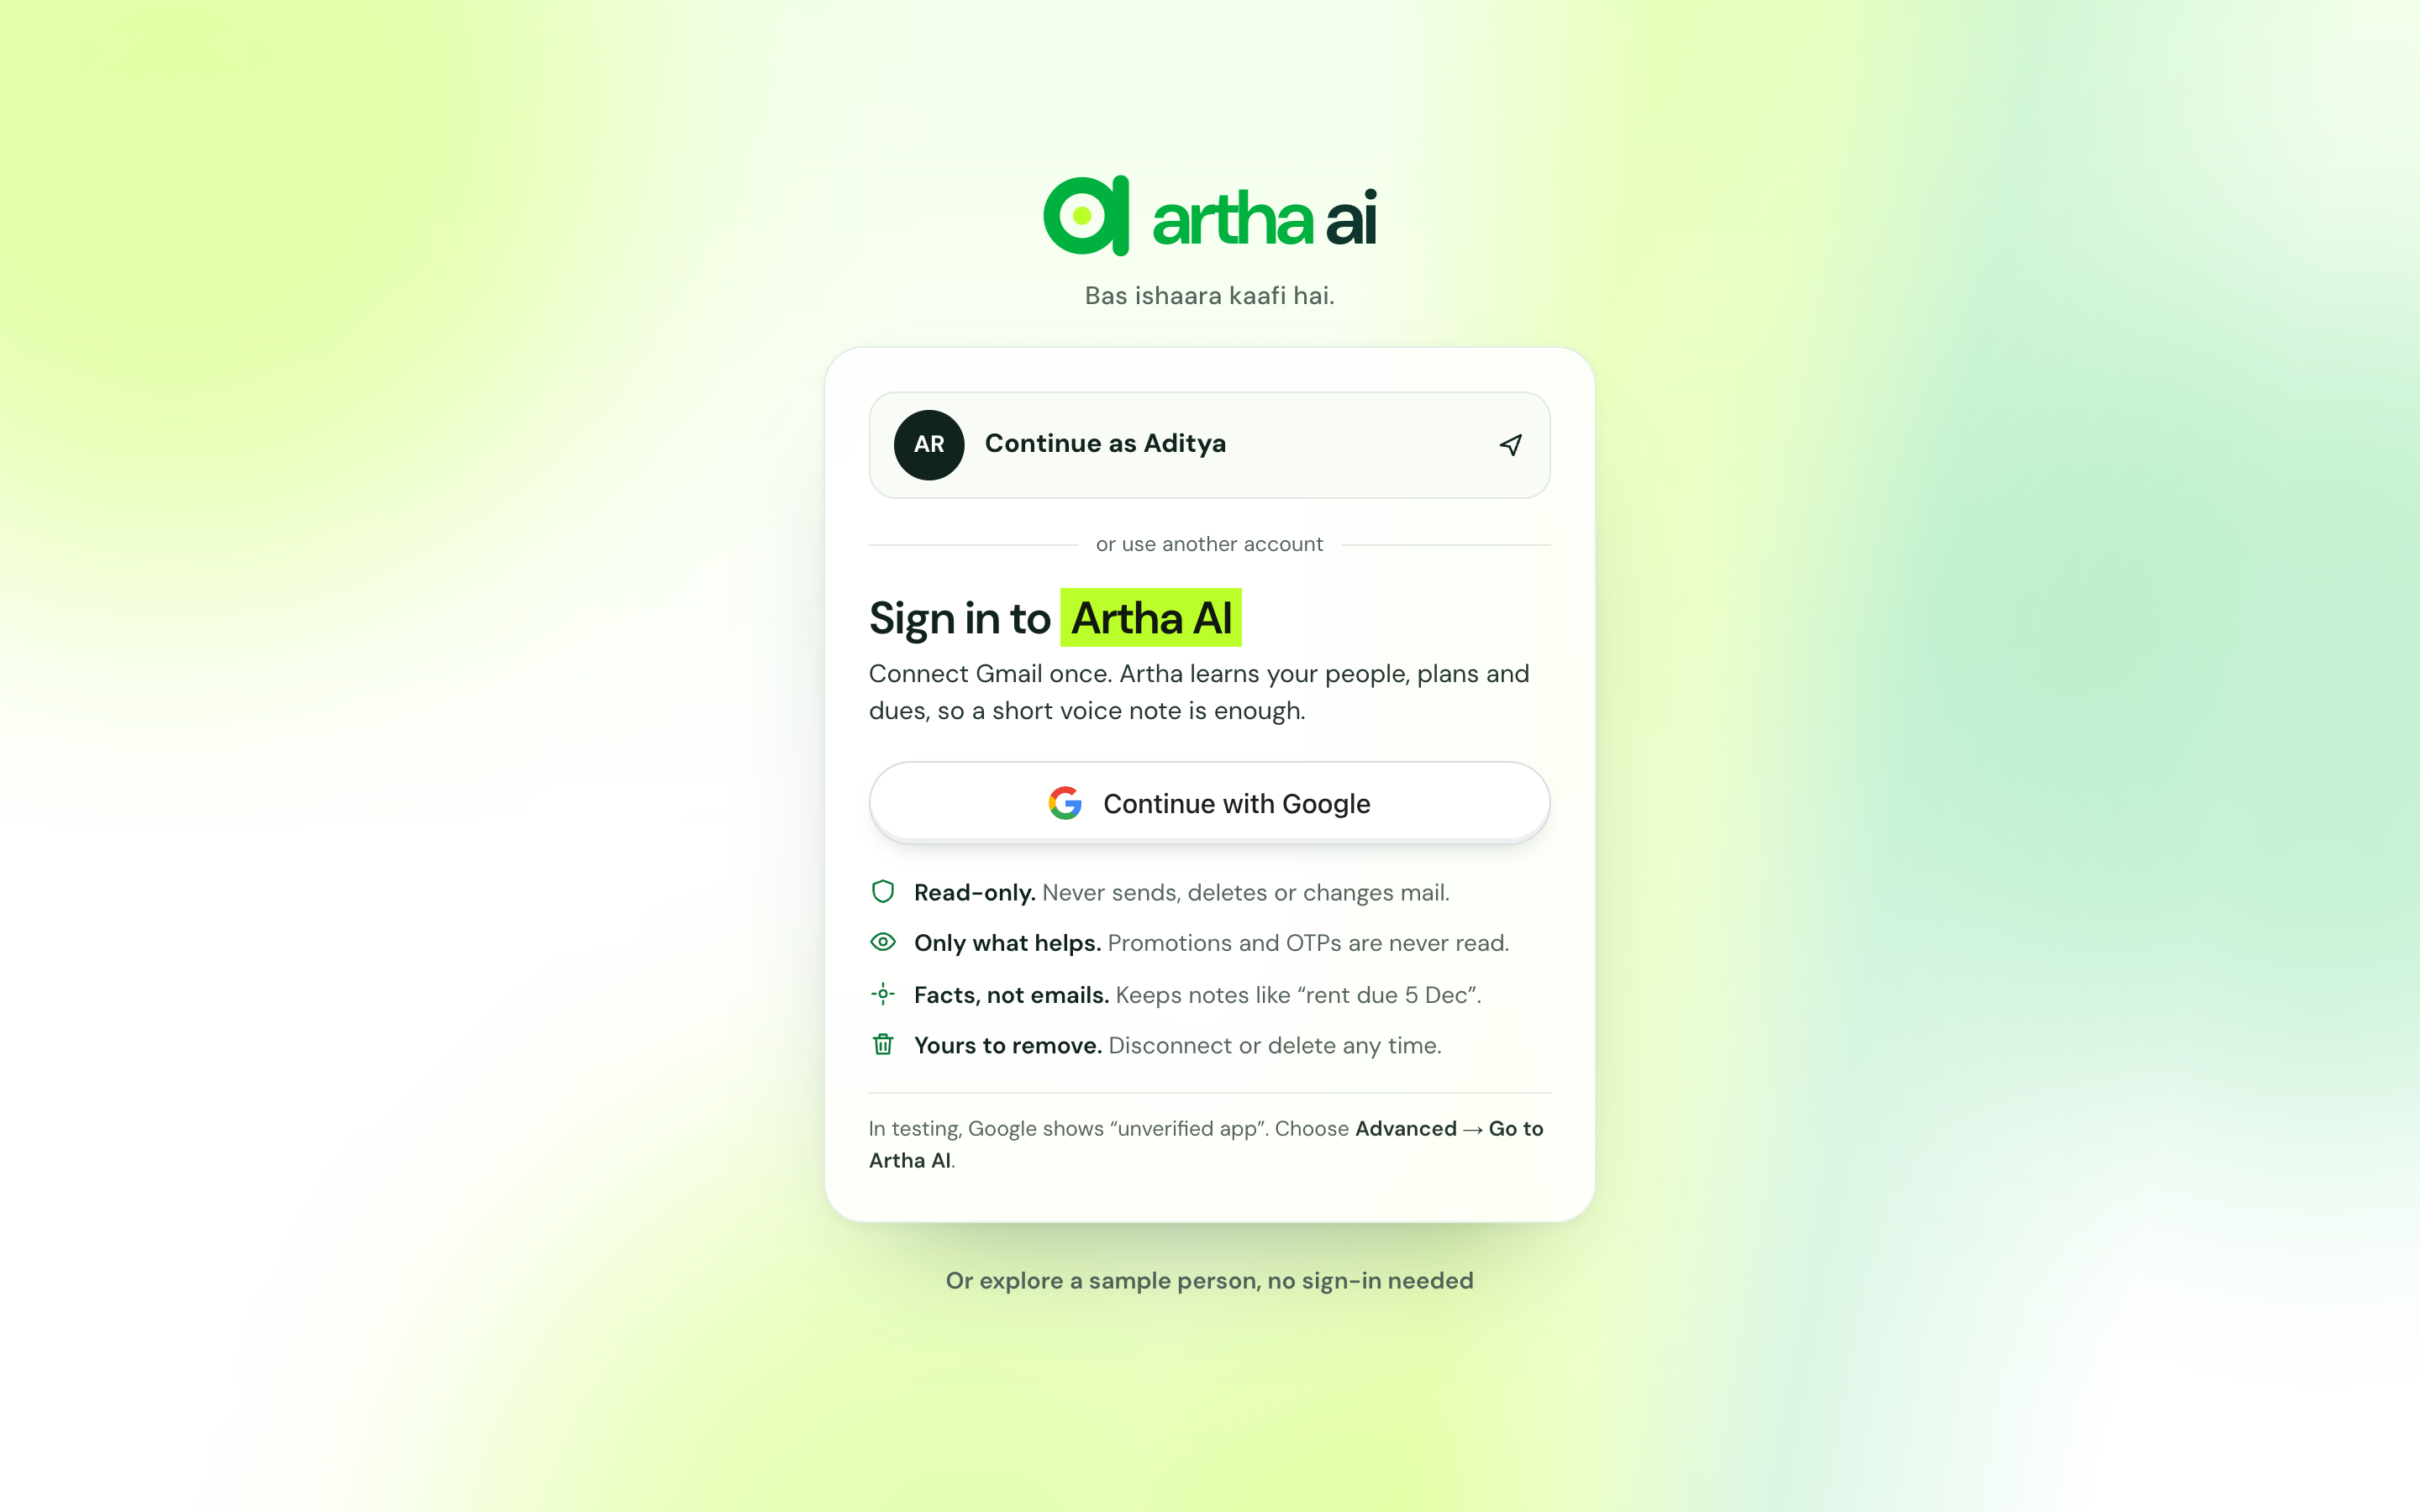 artha ai
Bas ishaara kaafi hai.
AR
Continue as Aditya
or use another account
Sign in to Artha AI
Connect Gmail once. Artha learns your people, plans and
dues, so a short voice note is enough.
Continue with Google
Read-only. Never sends, deletes or changes mail.
Only what helps. Promotions and OTPs are never read.
Facts, not emails. Keeps notes like “rent due 5 Dec”.
Yours to remove. Disconnect or delete any time.
In testing, Google shows “unverified app”. Choose Advanced → Go to
Artha AI.
Or explore a sample person, no sign-in needed